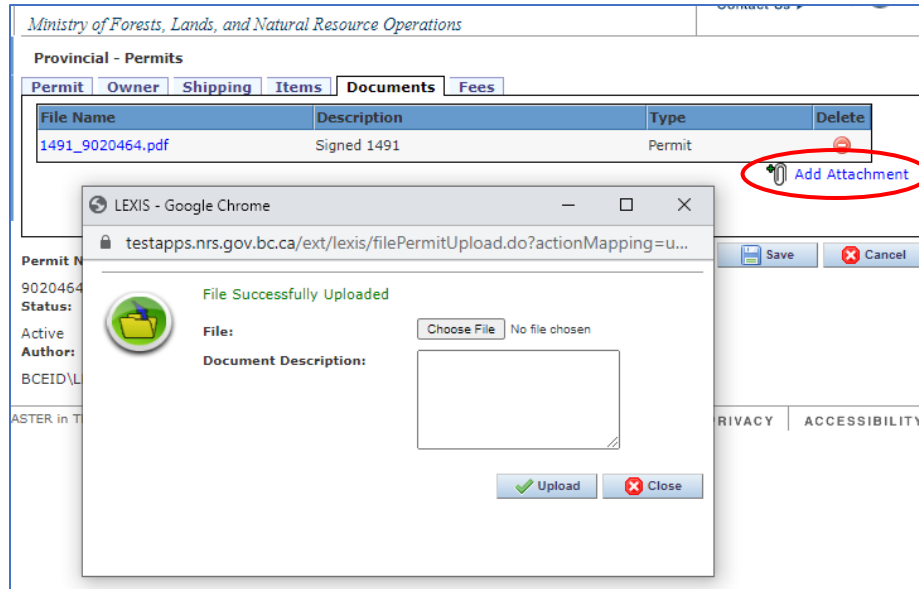 Ministry of Forests, Lands, and Natural Resource Operations
Provincial - Permits
Permit Owner Shipping Items Documents Fees
File Name Description Type Delete
1491_9020464.pdf Signed 1491 Permit
Add Attachment
LEXIS - Google Chrome
testapps.nrs.gov.bc.ca/ext/lexis/filePermitUpload.do?actionMapping=u...
File Successfully Uploaded
File: Choose File No file chosen
Document Description:
Upload Close
Save Cancel
Permit N
9020464
Status:
Active
Author:
BCEID\L
ASTER in T
RIVACY ACCESSIBILITY